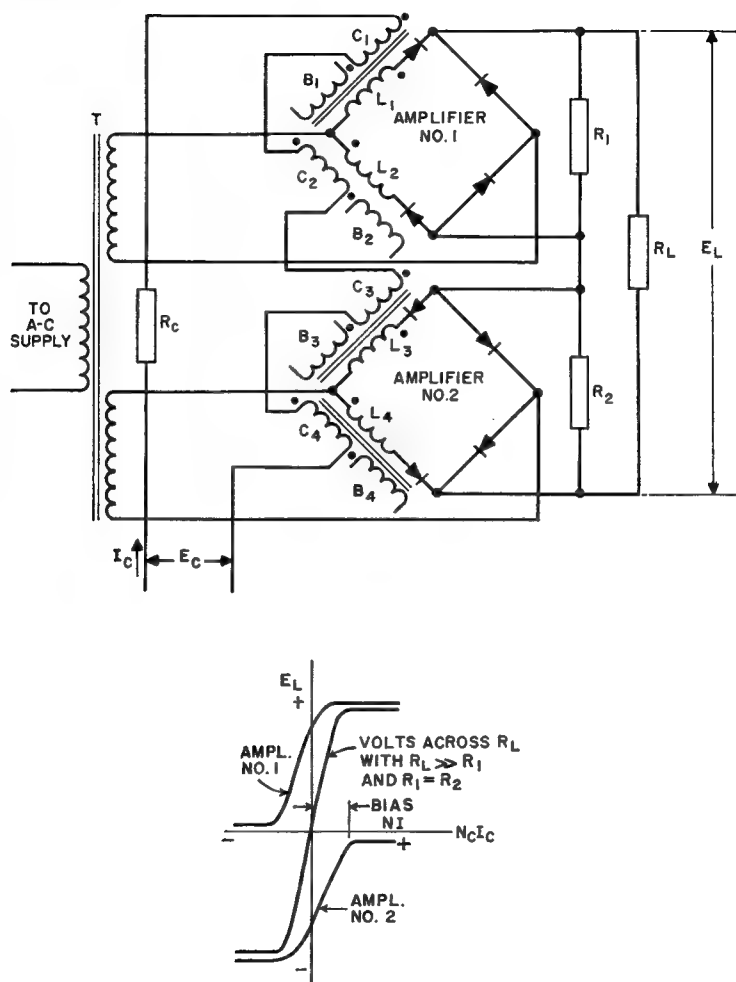 C1
B1
L1
T
AMPLIFIER
NO. 1
R1
C2
L2
B2
RL
EL
C3
TO
A-C
SUPPLY
RC
B3
L3
AMPLIFIER
NO. 2
R2
C4
L4
B4
IC
EC
EL
+
AMPL.
NO. 1
VOLTS ACROSS RL
WITH RL >> R1
AND R1 = R2
BIAS
NI
-
NCIC
+
AMPL.
NO. 2
-